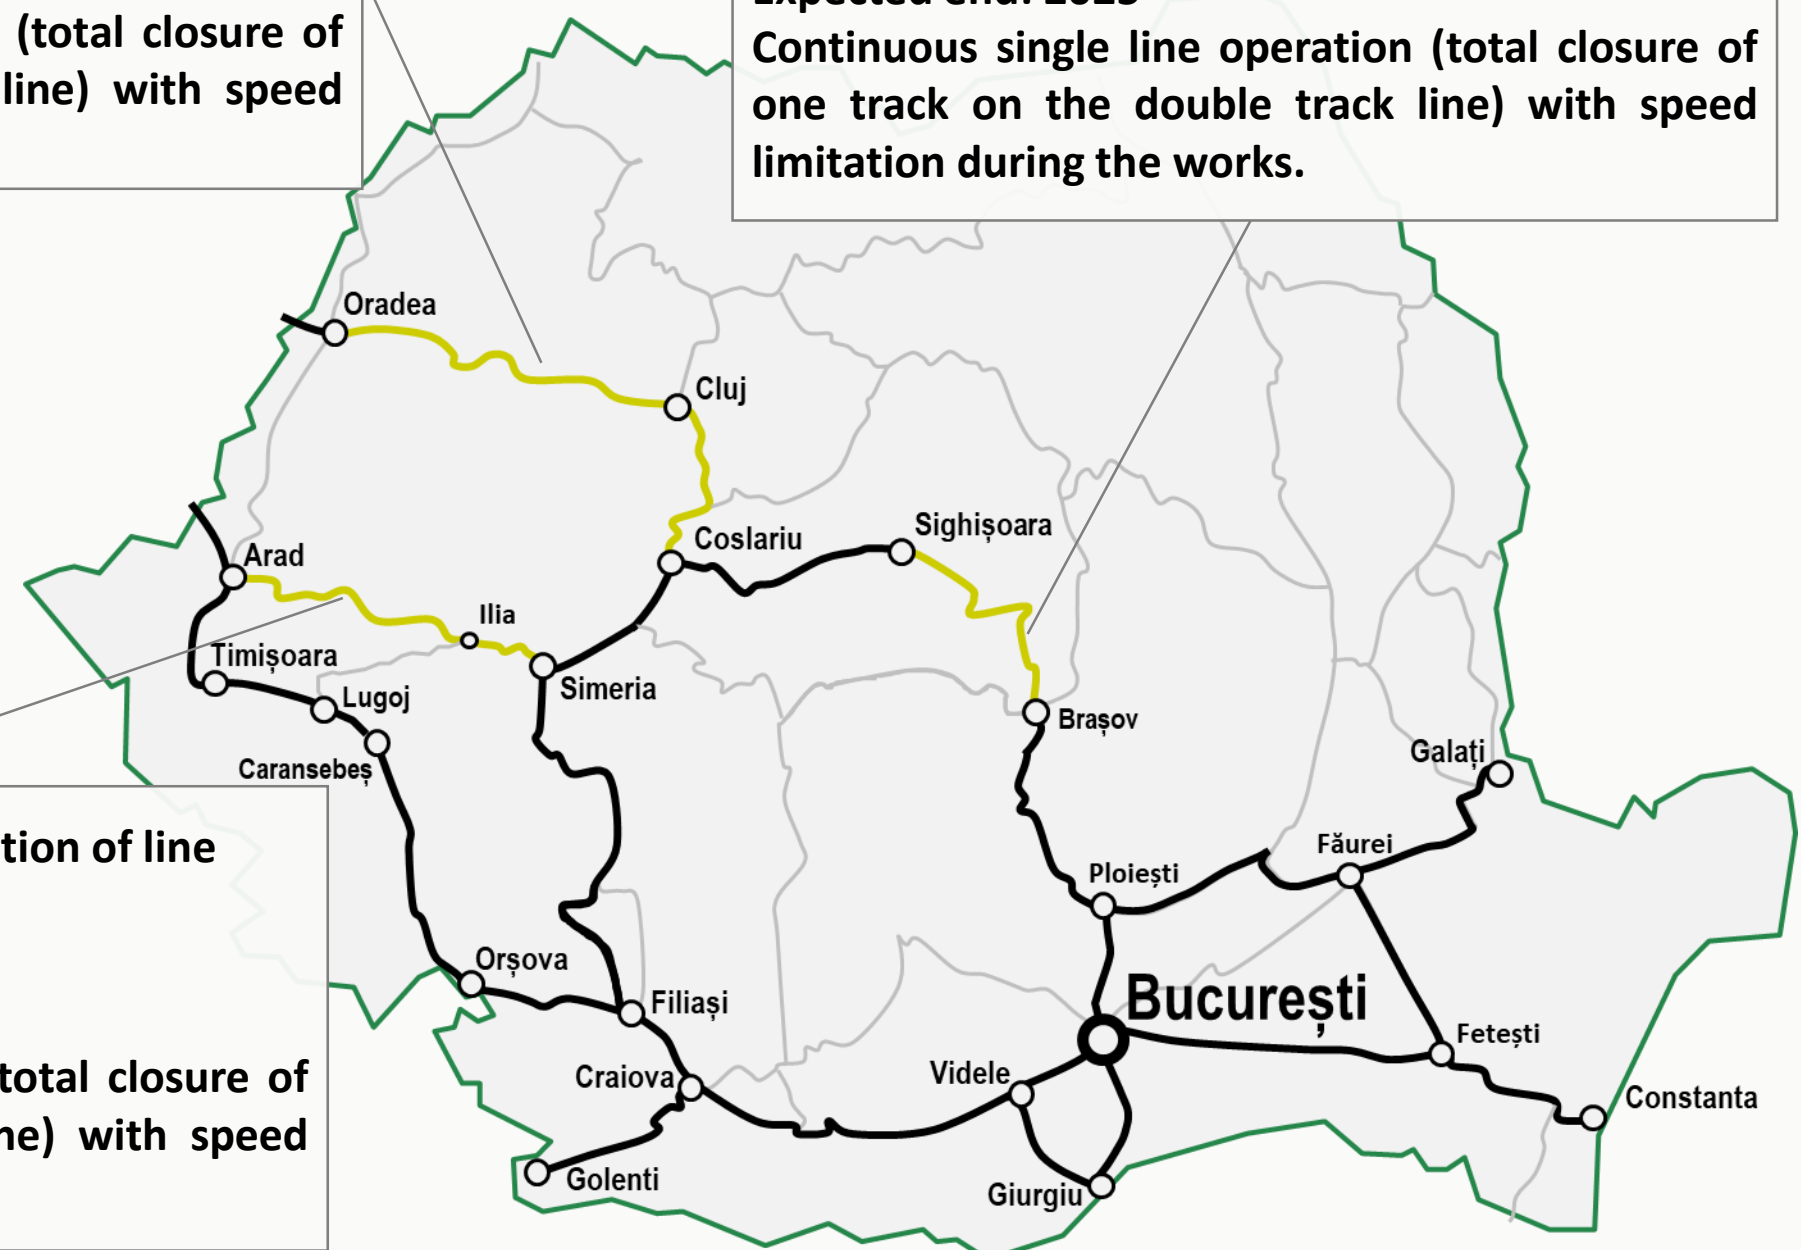 (total closure of
line) with speed
Expected end: 2025
Continuous single line operation (total closure of
one track on the double track line) with speed
limitation during the works.
Oradea
Cluj
Coslariu
Sighișoara
Arad
Ilia
Timișoara
Simeria
Lugoj
Brașov
Caransebeș
Galați
tion of line
Făurei
Ploiești
Orșova
Filiași
București
Fetești
total closure of
ne) with speed
Craiova
Videle
Constanta
Golenti
Giurgiu